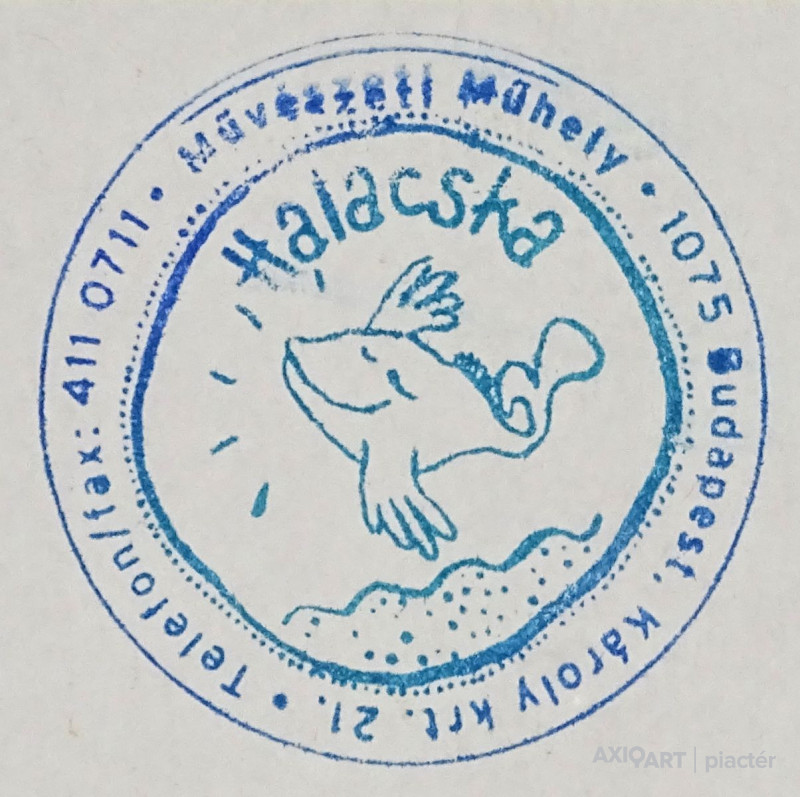 Halacska
Művészeti Műhely • 1075 Budapest, Károly krt. 21. • Telefon/fax: 411 0711 •
AXIOART | piactér